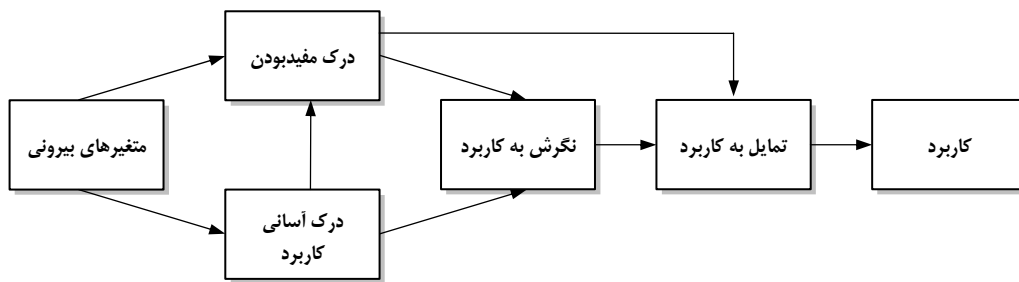 درک مفیدبودن
متغیرهای بیرونی
نگرش به کاربرد
تمایل به کاربرد
کاربرد
درک آسانی
کاربرد